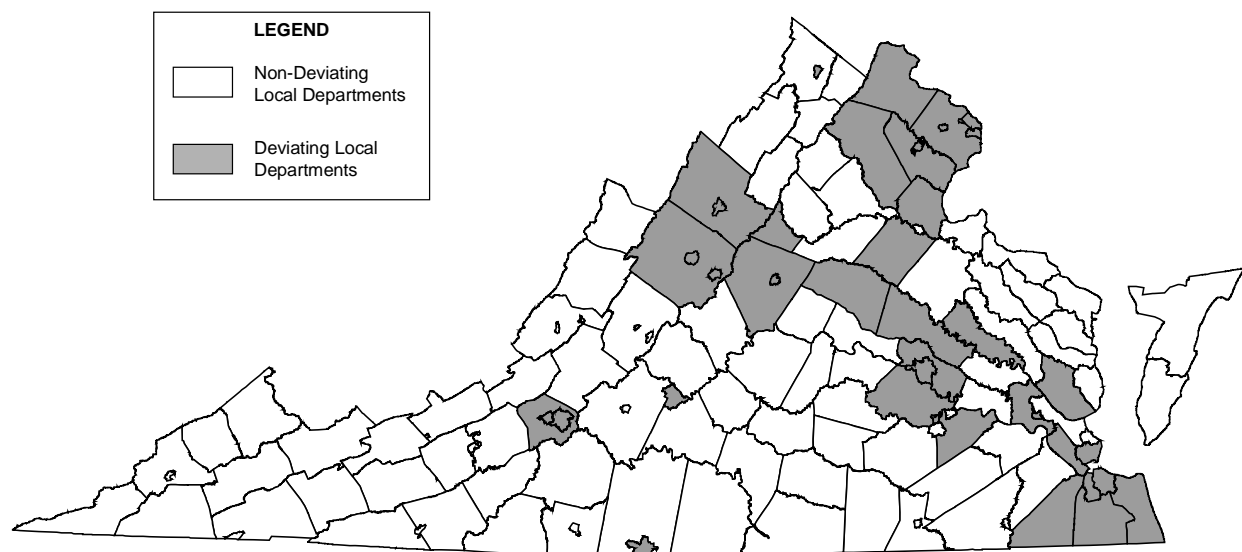 LEGEND
Non-Deviating
Local Departments
Deviating Local
Departments